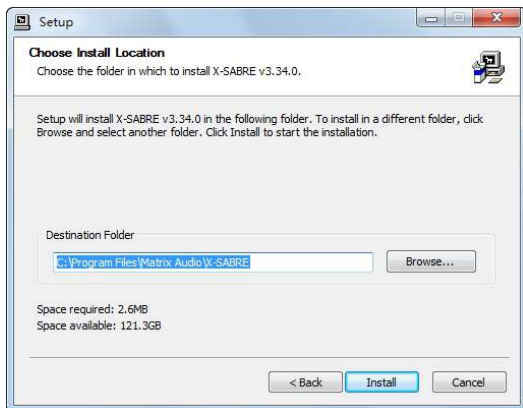 Setup
Choose Install Location
Choose the folder in which to install X-SABRE v3.34.0.
Setup will install X-SABRE v3.34.0 in the following folder. To install in a different folder, click
Browse and select another folder. Click Install to start the installation.
Destination Folder
C:\Program Files\Matrix Audio\X-SABRE
Browse...
Space required: 2.6MB
Space available: 121.3GB
< Back
Install
Cancel